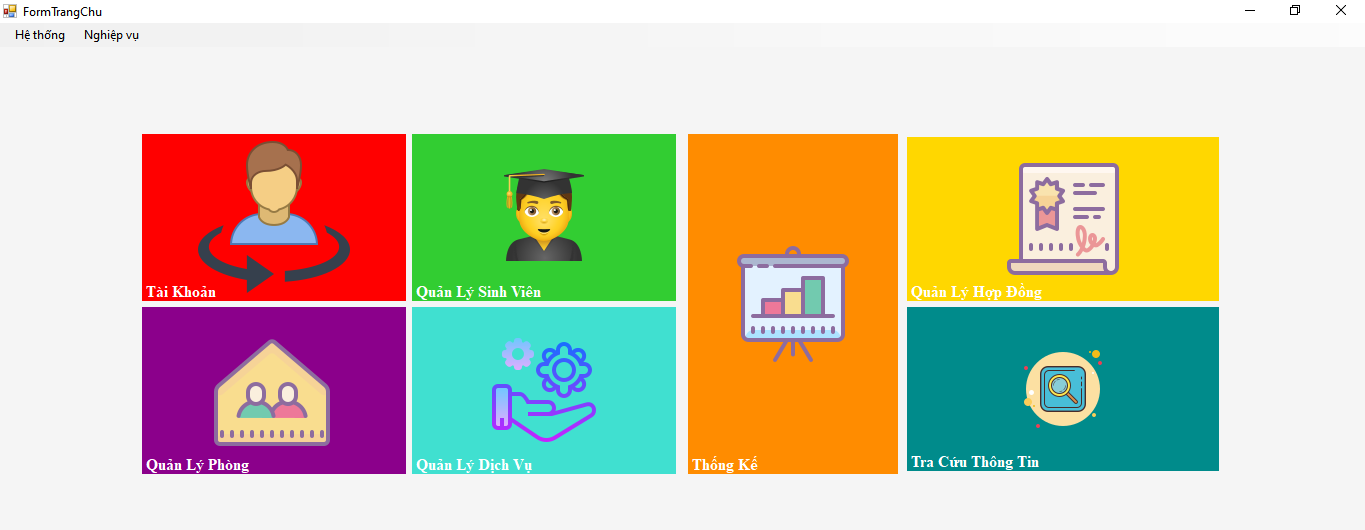 FormTrangChu
Hệ thống Nghiệp vụ
Tài Khoản
Quản Lý Sinh Viên
Quản Lý Hợp Đồng
Quản Lý Phòng
Quản Lý Dịch Vụ
Thống Kế
Tra Cứu Thông Tin